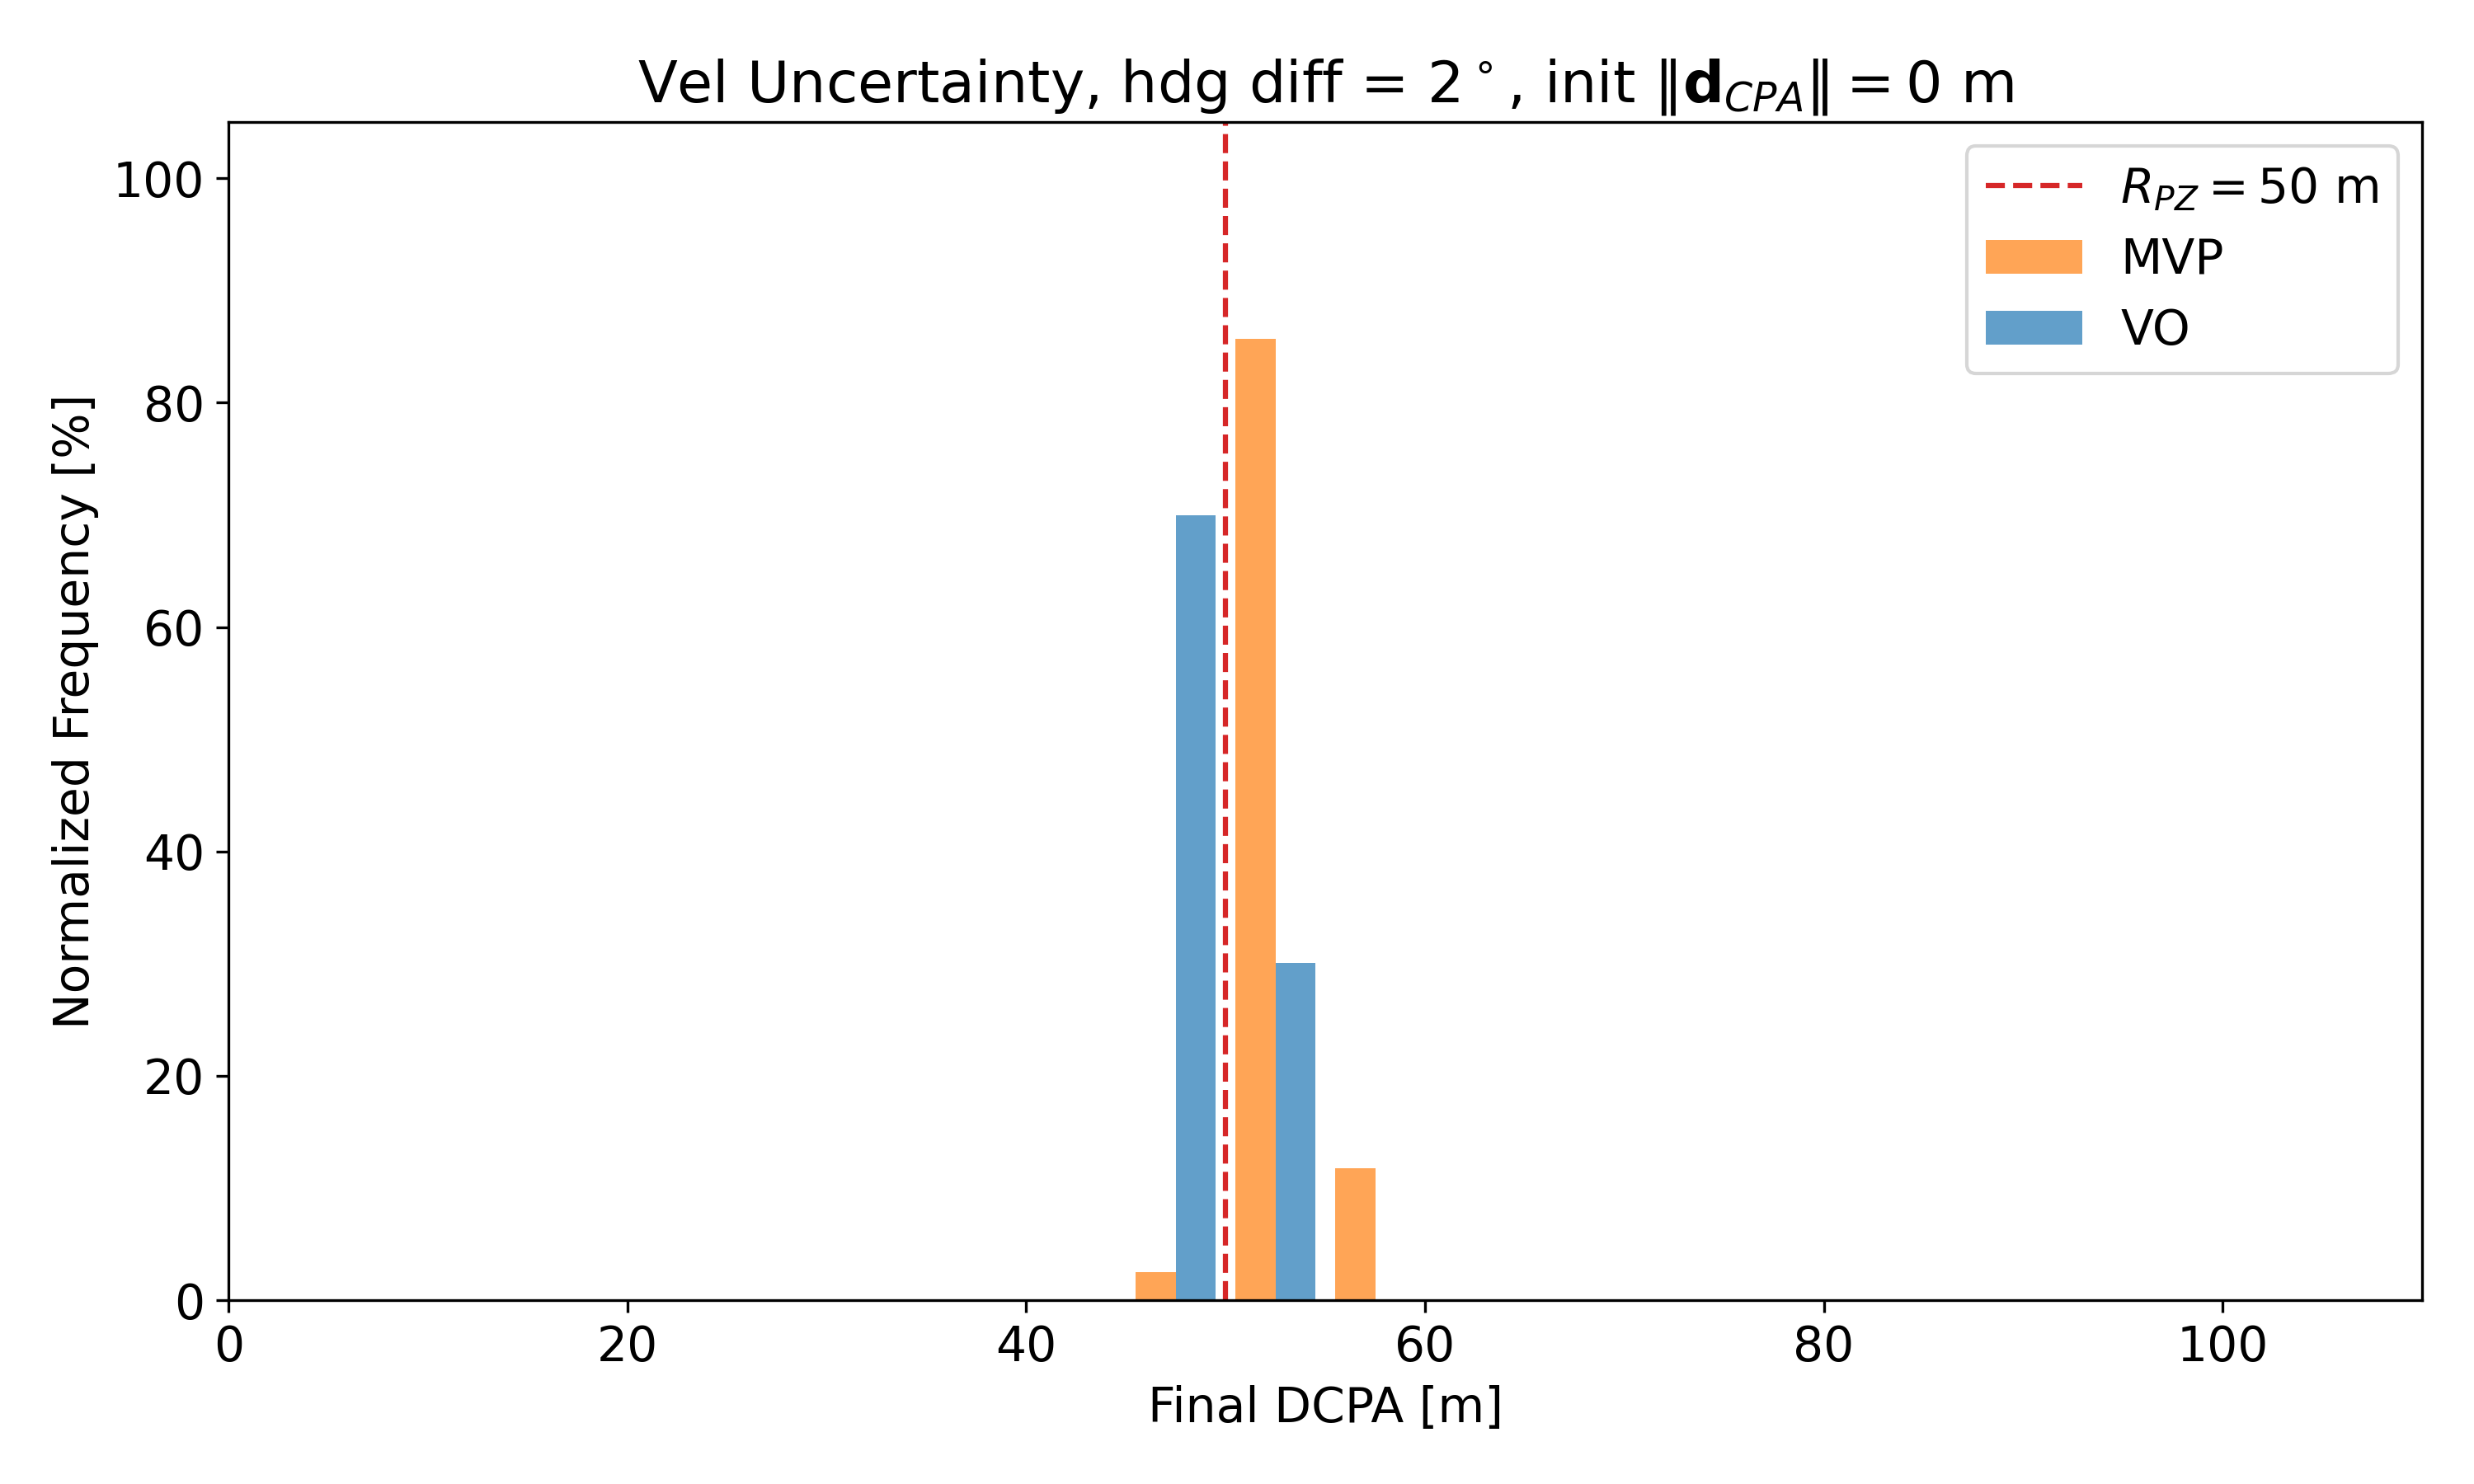 Vel Uncertainty, hdg diff = 2°, init ‖d_CPA‖ = 0 m
R_PZ = 50 m
MVP
VO
Normalized Frequency [%]
100
80
60
40
20
0
0 20 40 60 80 100
Final DCPA [m]